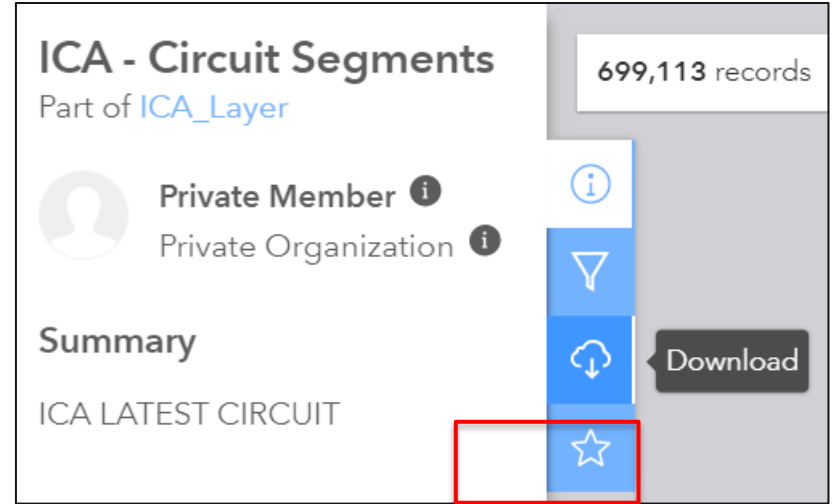 ICA - Circuit Segments
Part of ICA_Layer
699,113 records
Private Member
Private Organization
Summary
Download
ICA LATEST CIRCUIT